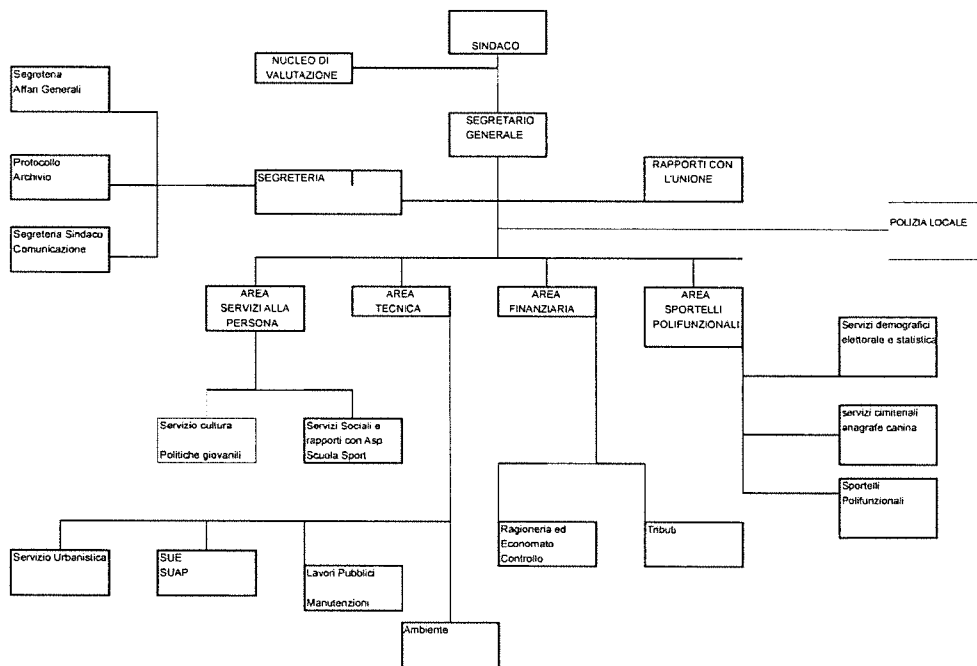 SINDACO
NUCLEO DI
VALUTAZIONE
Segreteria
Affari Generali
SEGRETARIO
GENERALE
Protocollo
Archivio
SEGRETERIA
RAPPORTI CON
L'UNIONE
POLIZIA LOCALE
Segreteria Sindaco
Comunicazione
AREA
SERVIZI ALLA
PERSONA
AREA
TECNICA
AREA
FINANZIARIA
AREA
SPORTELLI
POLIFUNZIONALI
Servizi demografici
elettorale e statistica
Servizio cultura
Politiche giovanili
Servizi Sociali e
rapporti con Asp
Scuola Sport
servizi cimiteriali
anagrafe canina
Sportelli
Polifunzionali
Servizio Urbanistica
SUE
SUAP
Lavori Pubblici
Manutenzioni
Ragioneria ed
Economato
Controllo
Tributi
Ambiente